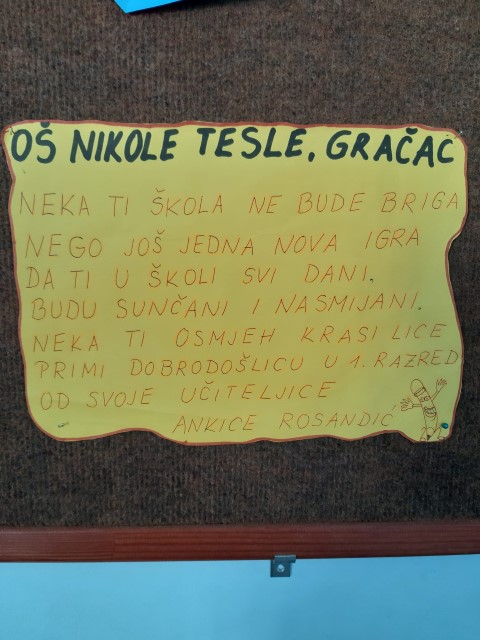 OŠ NIKOLE TESLE, GRAČAC
NEKA TI ŠKOLA NE BUDE BRIGA
NEGO JOŠ JEDNA NOVA IGRA
DA TI U ŠKOLI SVI DANI.
BUDU SUNČANI I NASMIJANI.
NEKA TI OSMJEH KRASI LICE
PRIMI DOBRODOŠLICU U 1. RAZRED
OD SVOJE UČITELJICE
ANKICE ROSANDIĆ